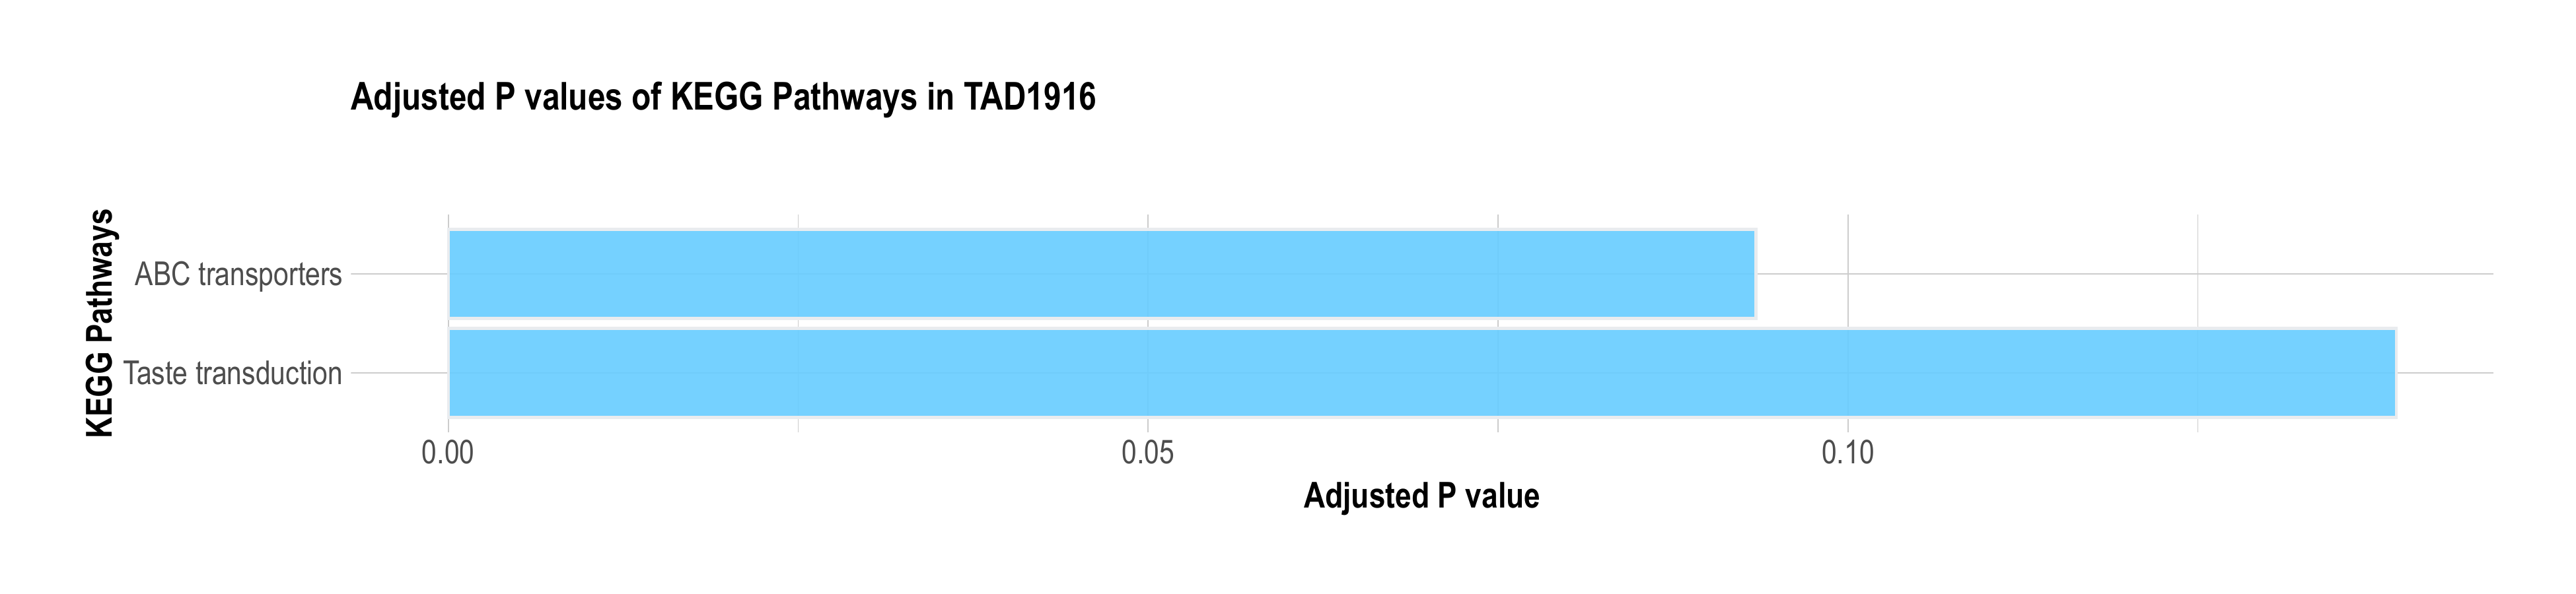 Adjusted P values of KEGG Pathways in TAD1916
KEGG Pathways
ABC transporters
Taste transduction
0.00
0.05
0.10
Adjusted P value